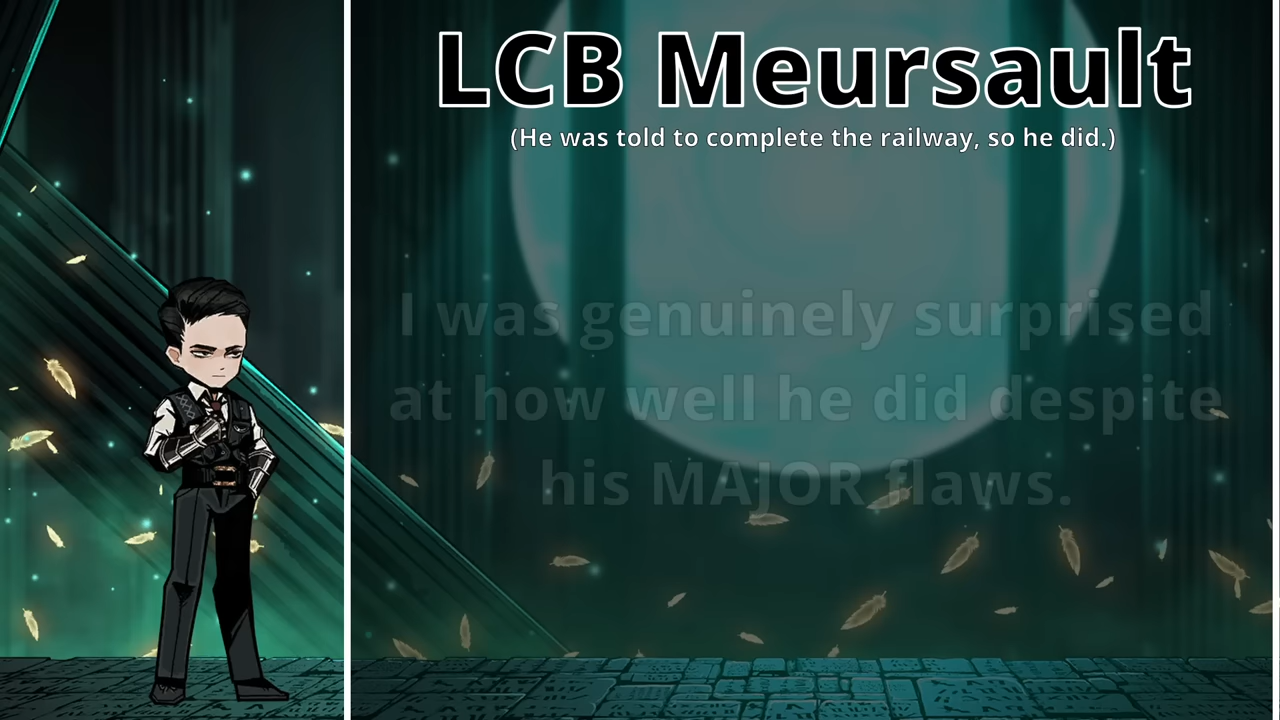 LCB Meursault
(He was told to complete the railway, so he did.)
I was genuinely surprised
at how well he did despite
his MAJOR flaws.